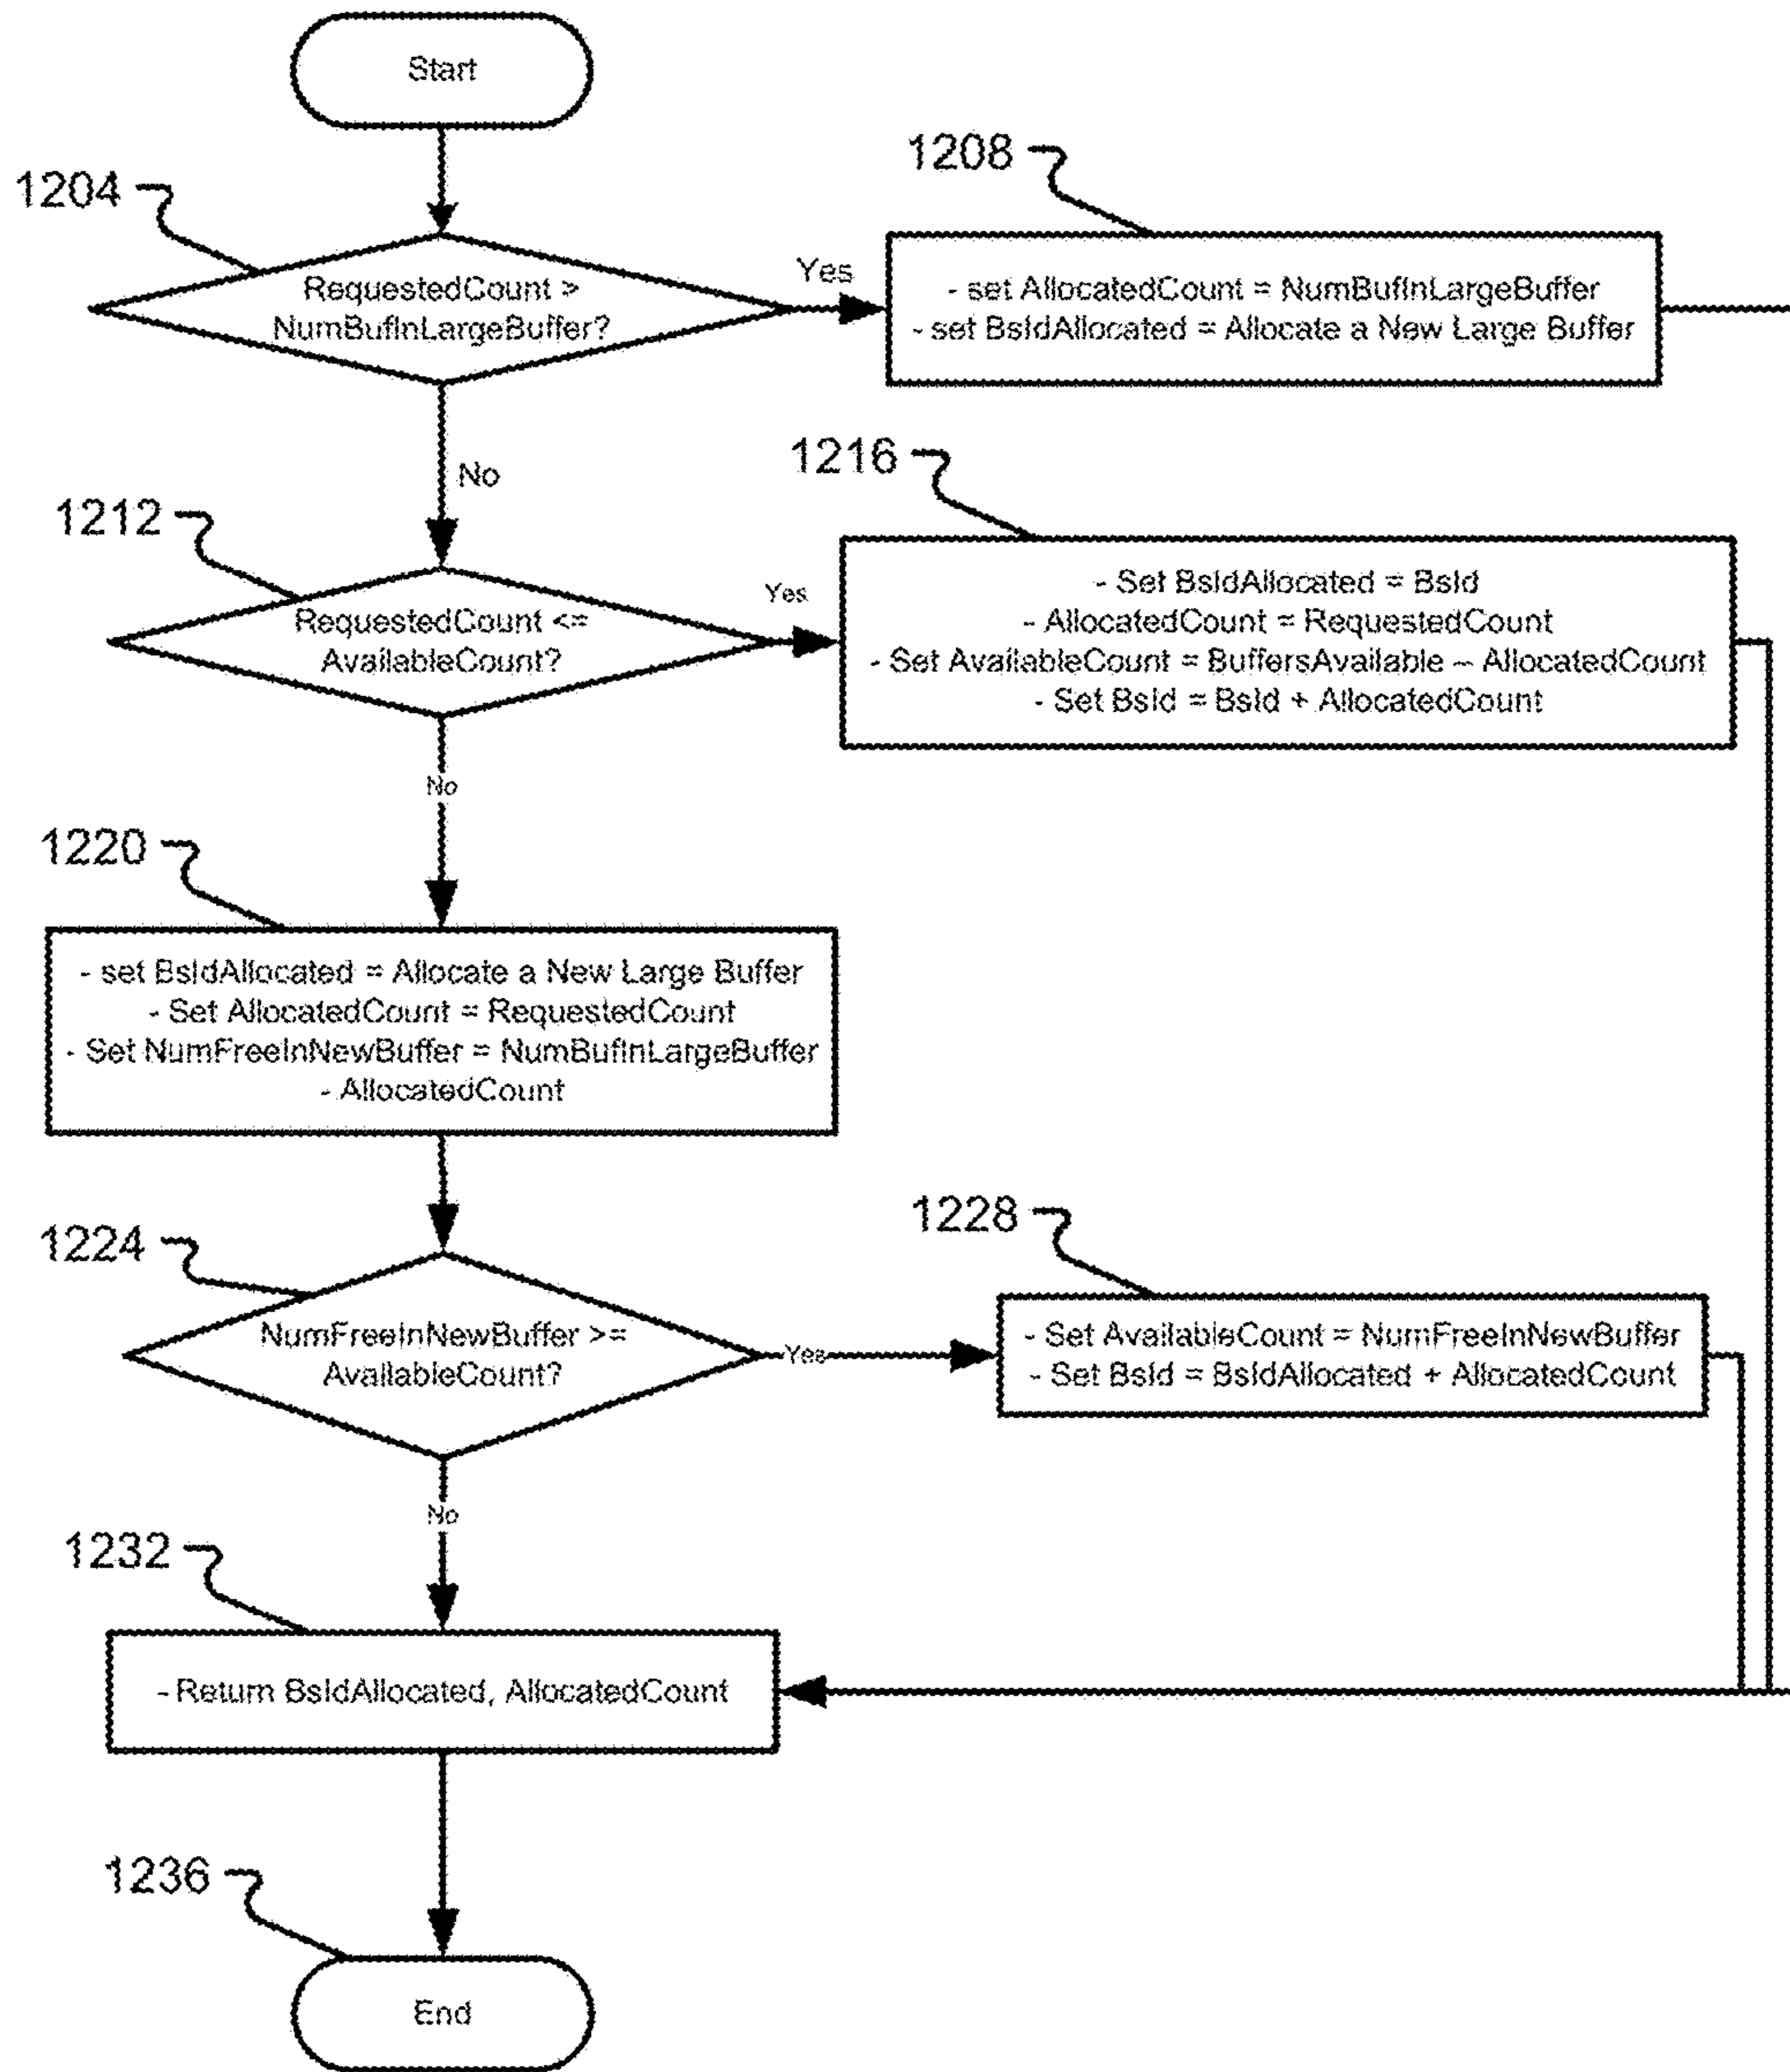 Start
1204
RequestedCount >
NumBufInLargeBuffer?
Yes
1208
- set AllocatedCount = NumBufInLargeBuffer
- set BsIdAllocated = Allocate a New Large Buffer
No
1212
RequestedCount <=
AvailableCount?
Yes
1216
- Set BsIdAllocated = BsId
- AllocatedCount = RequestedCount
- Set AvailableCount = BuffersAvailable – AllocatedCount
- Set BsId = BsId + AllocatedCount
No
1220
- set BsIdAllocated = Allocate a New Large Buffer
- Set AllocatedCount = RequestedCount
- Set NumFreeInNewBuffer = NumBufInLargeBuffer
- AllocatedCount
1224
NumFreeInNewBuffer >=
AvailableCount?
Yes
1228
- Set AvailableCount = NumFreeInNewBuffer
- Set BsId = BsIdAllocated + AllocatedCount
No
1232
- Return BsIdAllocated, AllocatedCount
1236
End